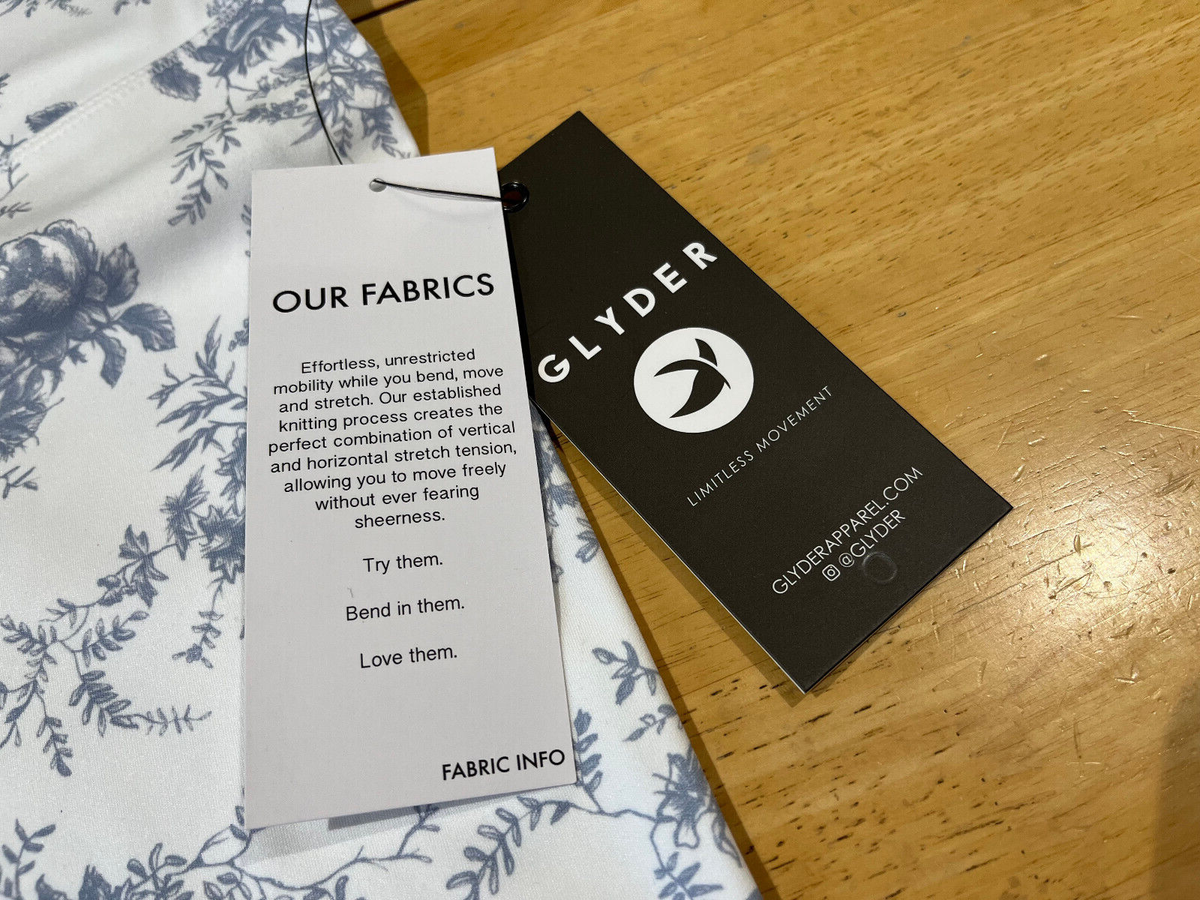 OUR FABRICS
Effortless, unrestricted
mobility while you bend, move
and stretch. Our established
knitting process creates the
perfect combination of vertical
and horizontal stretch tension,
allowing you to move freely
without ever fearing
sheerness.
Try them.
Bend in them.
Love them.
FABRIC INFO
GLYDER
LIMITLESS MOVEMENT
GLYDERAPPAREL.COM
@GLYDER